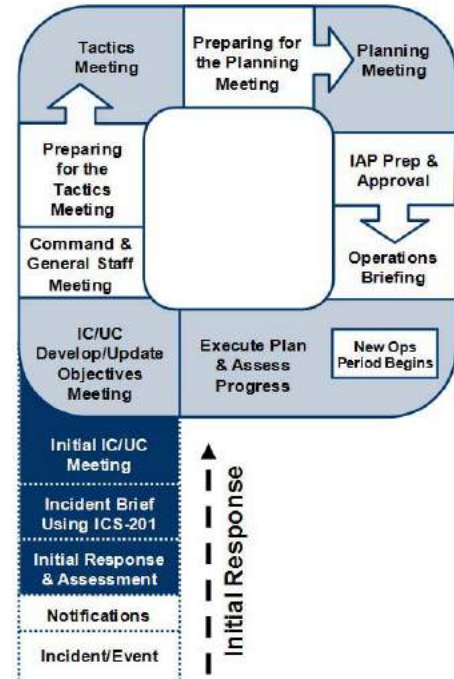 Tactics
Meeting
Preparing for
the Planning
Meeting
Planning
Meeting
Preparing
for the
Tactics
Meeting
IAP Prep &
Approval
Command &
General Staff
Meeting
Operations
Briefing
IC/UC
Develop/Update
Objectives
Meeting
Execute Plan
& Assess
Progress
New Ops
Period Begins
Initial IC/UC
Meeting
Incident Brief
Using ICS-201
Initial Response
& Assessment
Notifications
Incident/Event
Initial Response